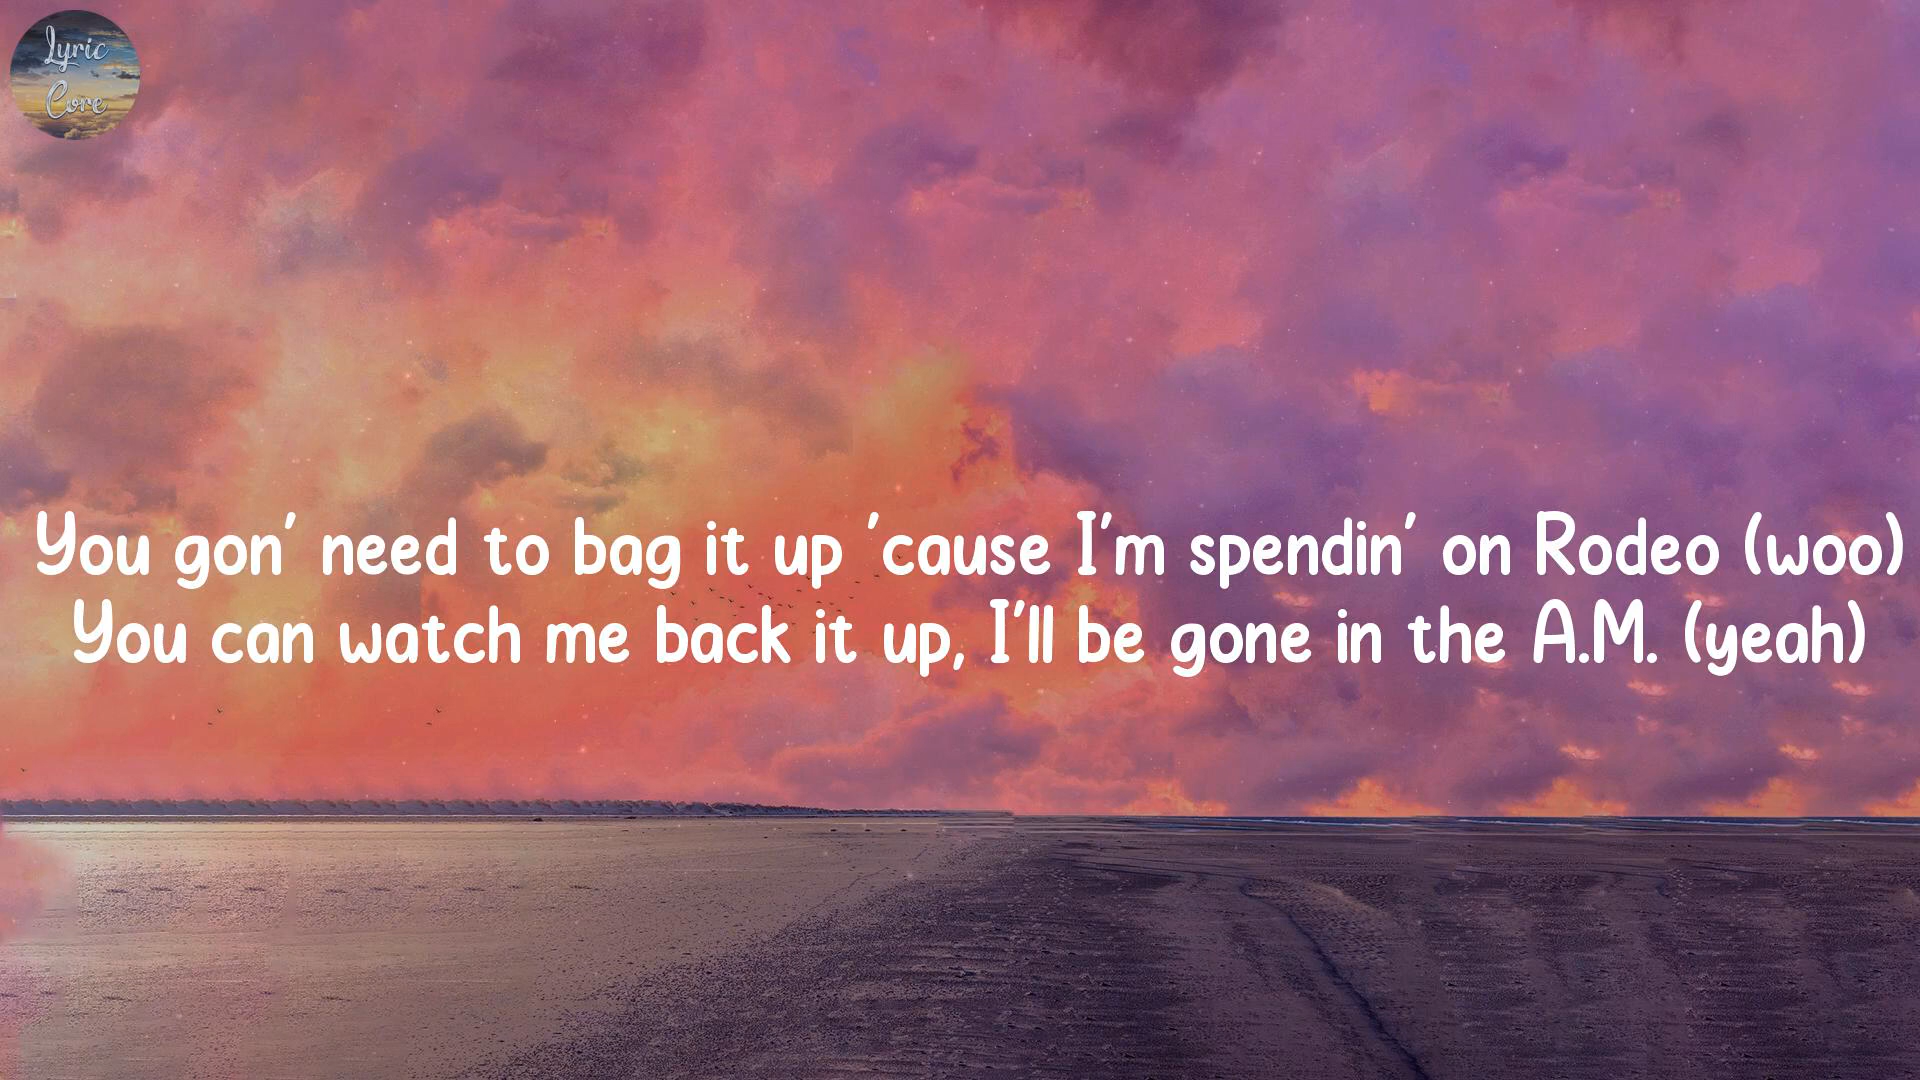 Lyric
Core
You gon' need to bag it up 'cause I'm spendin' on Rodeo (woo)
You can watch me back it up, I'll be gone in the A.M. (yeah)